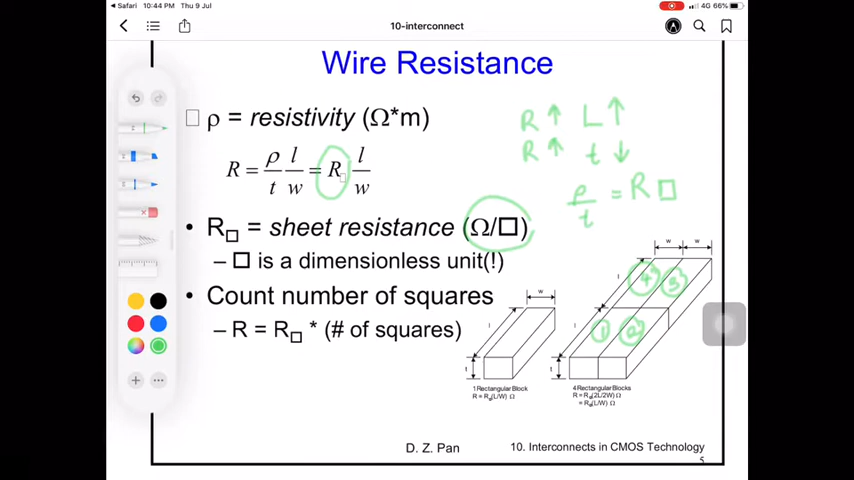 Safari 10:44 PM Thu 9 Jul 4G 66%
10-interconnect
Wire Resistance
□ ρ = resistivity (Ω*m)
R = ρ/t l/w = R□ l/w
• R□ = sheet resistance (Ω/□)
– □ is a dimensionless unit(!)
• Count number of squares
– R = R□ * (# of squares)
R ↑ L ↑
R ↑ t ↓
ρ/t = R □
w
l
t
1 Rectangular Block
R = R□(L/W) Ω
w w
l
l
t
4 3
1 2
4 Rectangular Blocks
R = R□(2L/2W) Ω
= R□(L/W) Ω
D. Z. Pan
10. Interconnects in CMOS Technology
5